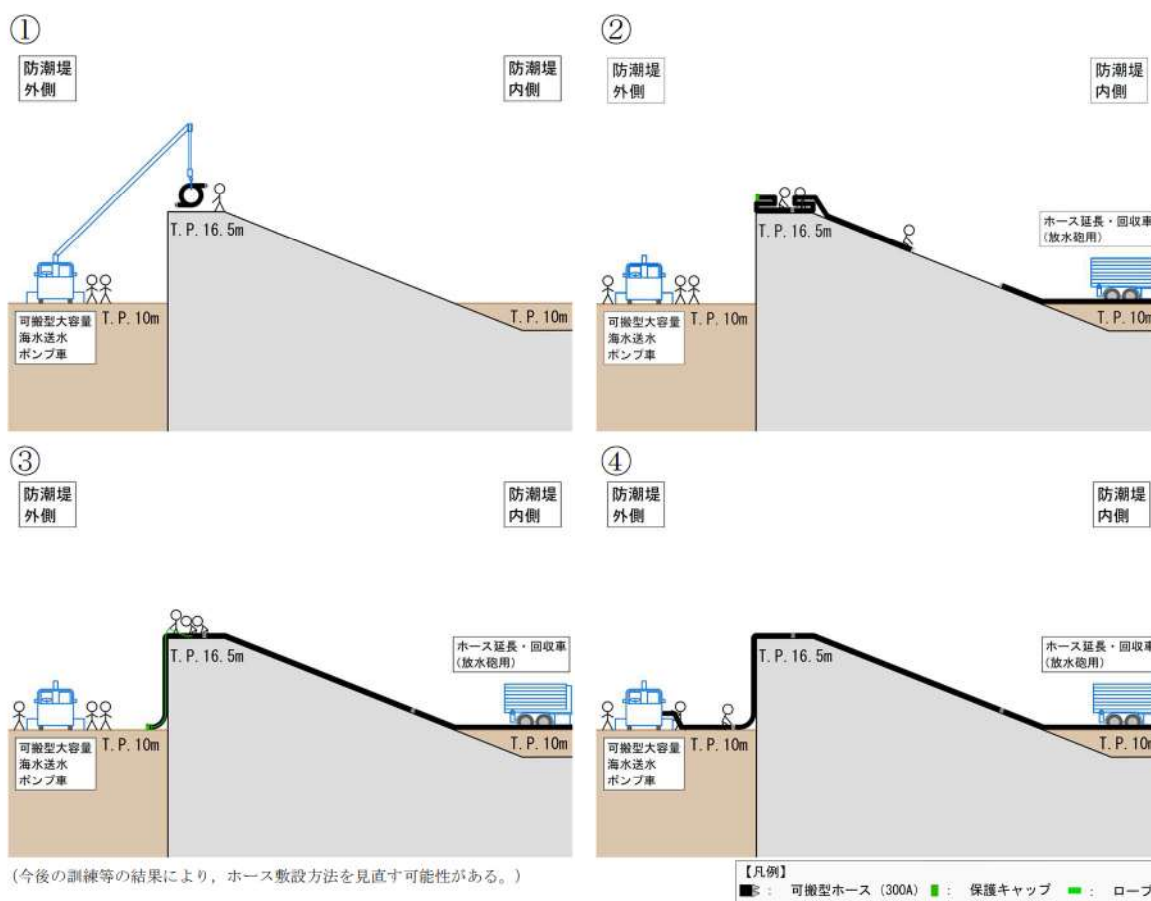 ①
防潮堤
外側
防潮堤
内側
T.P.16.5m
T.P.10m
T.P.10m
可搬型大容量
海水送水
ポンプ車
②
防潮堤
外側
防潮堤
内側
ホース延長・回収車
(放水砲用)
T.P.16.5m
T.P.10m
T.P.10m
可搬型大容量
海水送水
ポンプ車
③
防潮堤
外側
防潮堤
内側
T.P.16.5m
ホース延長・回収車
(放水砲用)
T.P.10m
T.P.10m
可搬型大容量
海水送水
ポンプ車
④
防潮堤
外側
防潮堤
内側
T.P.16.5m
ホース延長・回収車
(放水砲用)
T.P.10m
T.P.10m
可搬型大容量
海水送水
ポンプ車
(今後の訓練等の結果により，ホース敷設方法を見直す可能性がある。)
【凡例】
： 可搬型ホース（300A） ： 保護キャップ ： ロープ